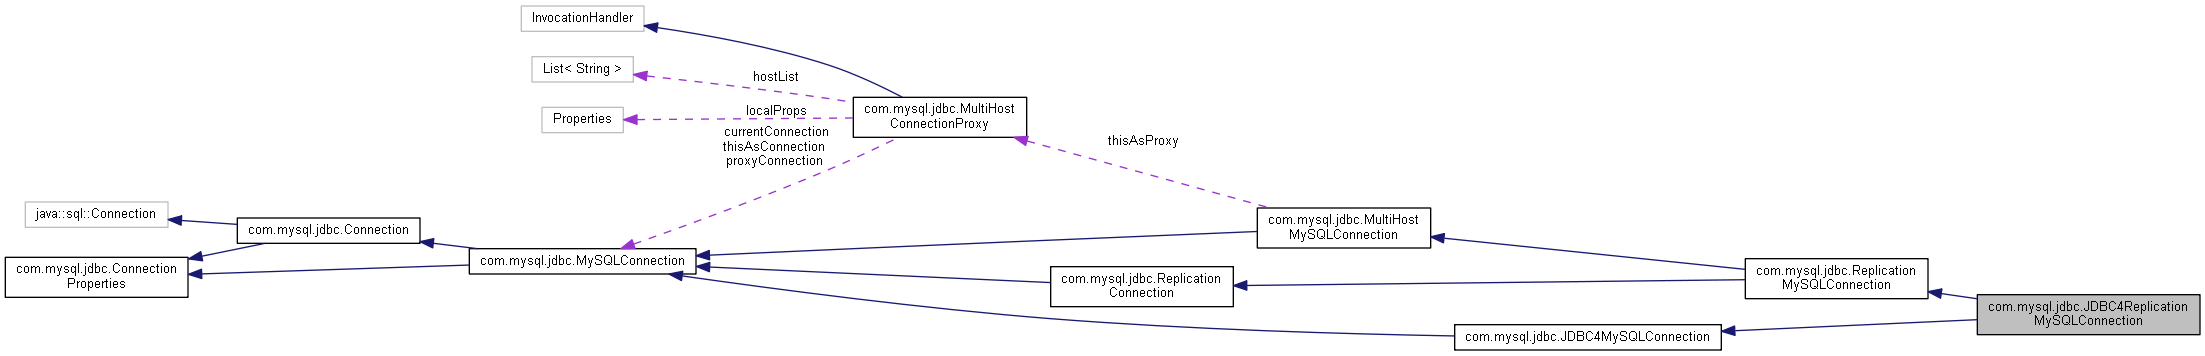 InvocationHandler
List< String >
hostList
Properties
localProps
com.mysql.jdbc.MultiHost
ConnectionProxy
currentConnection
thisAsConnection
proxyConnection
thisAsProxy
java::sql::Connection
com.mysql.jdbc.Connection
com.mysql.jdbc.MultiHost
MySQLConnection
com.mysql.jdbc.Connection
Properties
com.mysql.jdbc.MySQLConnection
com.mysql.jdbc.Replication
Connection
com.mysql.jdbc.Replication
MySQLConnection
com.mysql.jdbc.JDBC4Replication
MySQLConnection
com.mysql.jdbc.JDBC4MySQLConnection